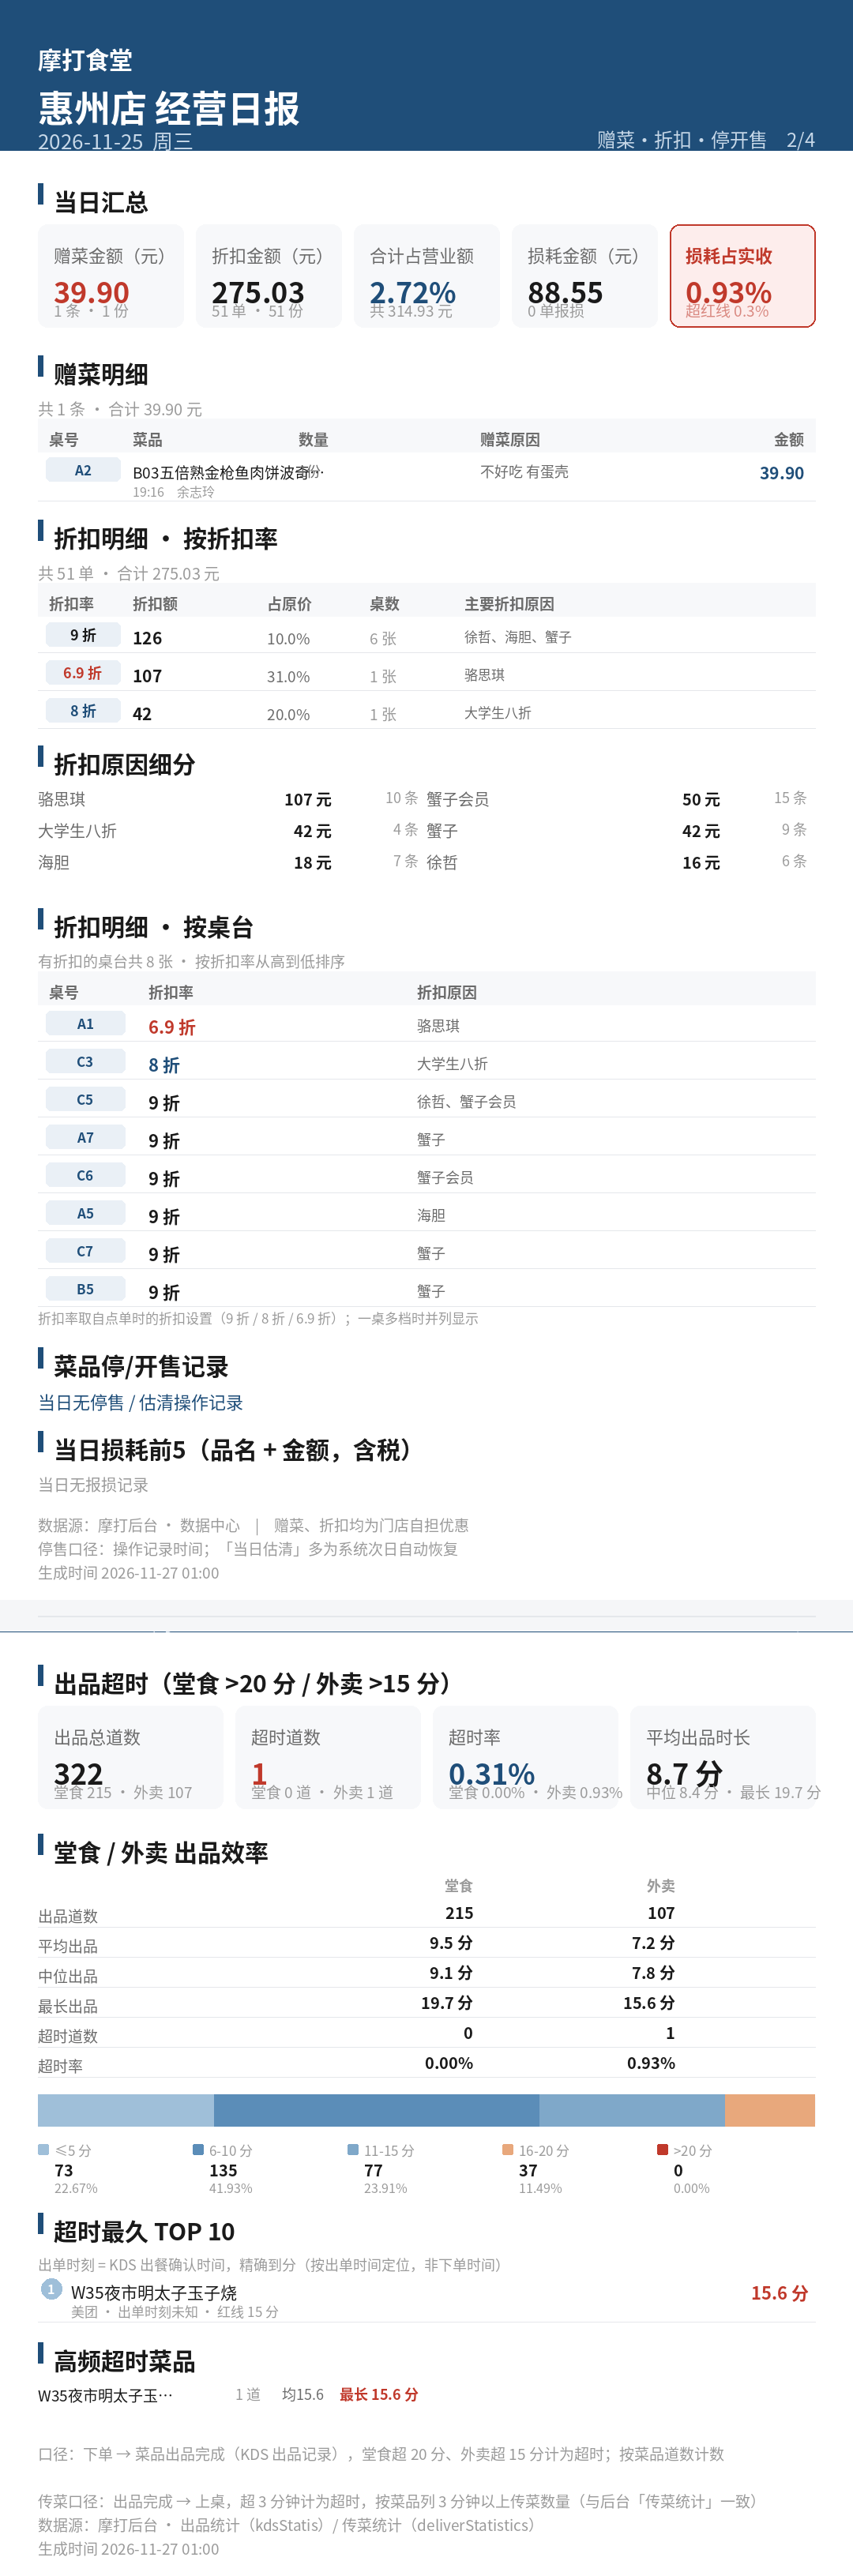 摩打食堂
惠州店 经营日报
2026-11-25 周三
赠菜·折扣·停开售 2/4
当日汇总
赠菜金额（元） 折扣金额（元） 合计占营业额 损耗金额（元） 损耗占实收
39.90 275.03 2.72% 88.55 0.93%
1 条 · 1 份 51 单 · 51 份 共 314.93 元 0 单报损 超红线 0.3%
赠菜明细
共 1 条 · 合计 39.90 元
桌号 菜品 数量 赠菜原因 金额
A2 B03五倍熟金枪鱼肉饼波奇… 份 不好吃 有蛋壳 39.90
19:16 余志玲
折扣明细 · 按折扣率
共 51 单 · 合计 275.03 元
折扣率 折扣额 占原价 桌数 主要折扣原因
9 折 126 10.0% 6 张 徐哲、海胆、蟹子
6.9 折 107 31.0% 1 张 骆思琪
8 折 42 20.0% 1 张 大学生八折
折扣原因细分
骆思琪 107 元 10 条 蟹子会员 50 元 15 条
大学生八折 42 元 4 条 蟹子 42 元 9 条
海胆 18 元 7 条 徐哲 16 元 6 条
折扣明细 · 按桌台
有折扣的桌台共 8 张 · 按折扣率从高到低排序
桌号 折扣率 折扣原因
A1 6.9 折 骆思琪
C3 8 折 大学生八折
C5 9 折 徐哲、蟹子会员
A7 9 折 蟹子
C6 9 折 蟹子会员
A5 9 折 海胆
C7 9 折 蟹子
B5 9 折 蟹子
折扣率取自点单时的折扣设置（9 折 / 8 折 / 6.9 折）；一桌多档时并列显示
菜品停/开售记录
当日无停售 / 估清操作记录
当日损耗前5（品名 + 金额，含税）
当日无报损记录
数据源：摩打后台 · 数据中心 | 赠菜、折扣均为门店自担优惠
停售口径：操作记录时间；「当日估清」多为系统次日自动恢复
生成时间 2026-11-27 01:00
出品超时（堂食 >20 分 / 外卖 >15 分）
出品总道数 超时道数 超时率 平均出品时长
322 1 0.31% 8.7 分
堂食 215 · 外卖 107 堂食 0 道 · 外卖 1 道 堂食 0.00% · 外卖 0.93% 中位 8.4 分 · 最长 19.7 分
堂食 / 外卖 出品效率
堂食 外卖
出品道数 215 107
平均出品 9.5 分 7.2 分
中位出品 9.1 分 7.8 分
最长出品 19.7 分 15.6 分
超时道数 0 1
超时率 0.00% 0.93%
≤5 分 6-10 分 11-15 分 16-20 分 >20 分
73 135 77 37 0
22.67% 41.93% 23.91% 11.49% 0.00%
超时最久 TOP 10
出单时刻 = KDS 出餐确认时间，精确到分（按出单时间定位，非下单时间）
1 W35夜市明太子玉子烧 15.6 分
美团 · 出单时刻未知 · 红线 15 分
高频超时菜品
W35夜市明太子玉… 1 道 均15.6 最长 15.6 分
口径：下单 → 菜品出品完成（KDS 出品记录），堂食超 20 分、外卖超 15 分计为超时；按菜品道数计数
传菜口径：出品完成 → 上桌，超 3 分钟计为超时，按菜品列 3 分钟以上传菜数量（与后台「传菜统计」一致）
数据源：摩打后台 · 出品统计（kdsStatis）/ 传菜统计（deliverStatistics）
生成时间 2026-11-27 01:00